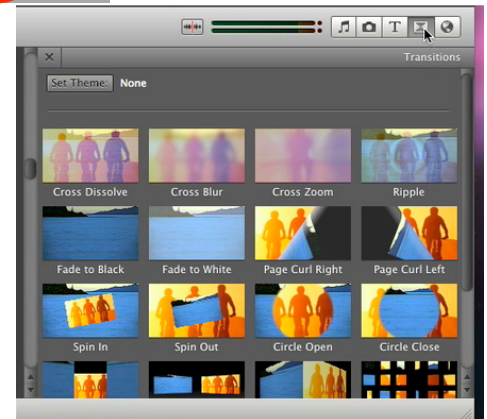 T
Transitions
Set Theme: None
Cross Dissolve Cross Blur Cross Zoom Ripple
Fade to Black Fade to White Page Curl Right Page Curl Left
Spin In Spin Out Circle Open Circle Close